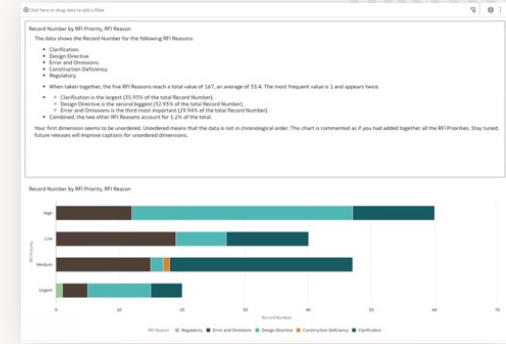 Click here or drag data to add a filter
Record Number by RFI Priority, RFI Reason
The data shows the Record Number for the following RFI Reasons:
• Clarification.
• Design Directive.
• Error and Omissions.
• Construction Deficiency.
• Regulatory.
• When taken together, the five RFI Reasons reach a total value of 167, an average of 33.4. The most frequent value is 1 and appears twice.
• Clarification is the largest (35.93% of the total Record Number).
Design Directive is the second biggest (32.93% of the total Record Number).
Error and Omissions is the third most important (29.94% of the total Record Number).
• Combined, the two other RFI Reasons account for 1.2% of the total.
Your first dimension seems to be unordered. Unordered means that the data is not in chronological order. This chart is commented as if you had added together all the RFI Priorities. Stay tuned,
future releases will improve captions for unordered dimensions.
Record Number by RFI Priority, RFI Reason
High
Low
Medium
Urgent
RFI Priority
0 10 20 30 40 50 60 70
Record Number
RFI Reason Regulatory Error and Omissions Design Directive Construction Deficiency Clarification